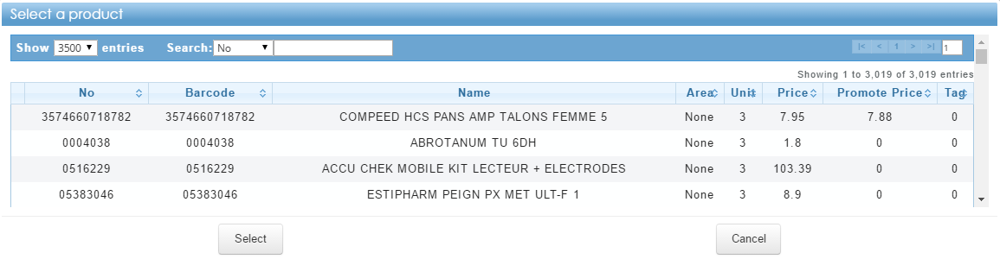 Select a product
Show 3500 entries Search: No |< < 1 > >| 1
Showing 1 to 3,019 of 3,019 entries
No Barcode Name Area Unit Price Promote Price Tag
3574660718782 3574660718782 COMPEED HCS PANS AMP TALONS FEMME 5 None 3 7.95 7.88 0
0004038 0004038 ABROTANUM TU 6DH None 3 1.8 0 0
0516229 0516229 ACCU CHEK MOBILE KIT LECTEUR + ELECTRODES None 3 103.39 0 0
05383046 05383046 ESTIPHARM PEIGN PX MET ULT-F 1 None 3 8.9 0 0
Select Cancel